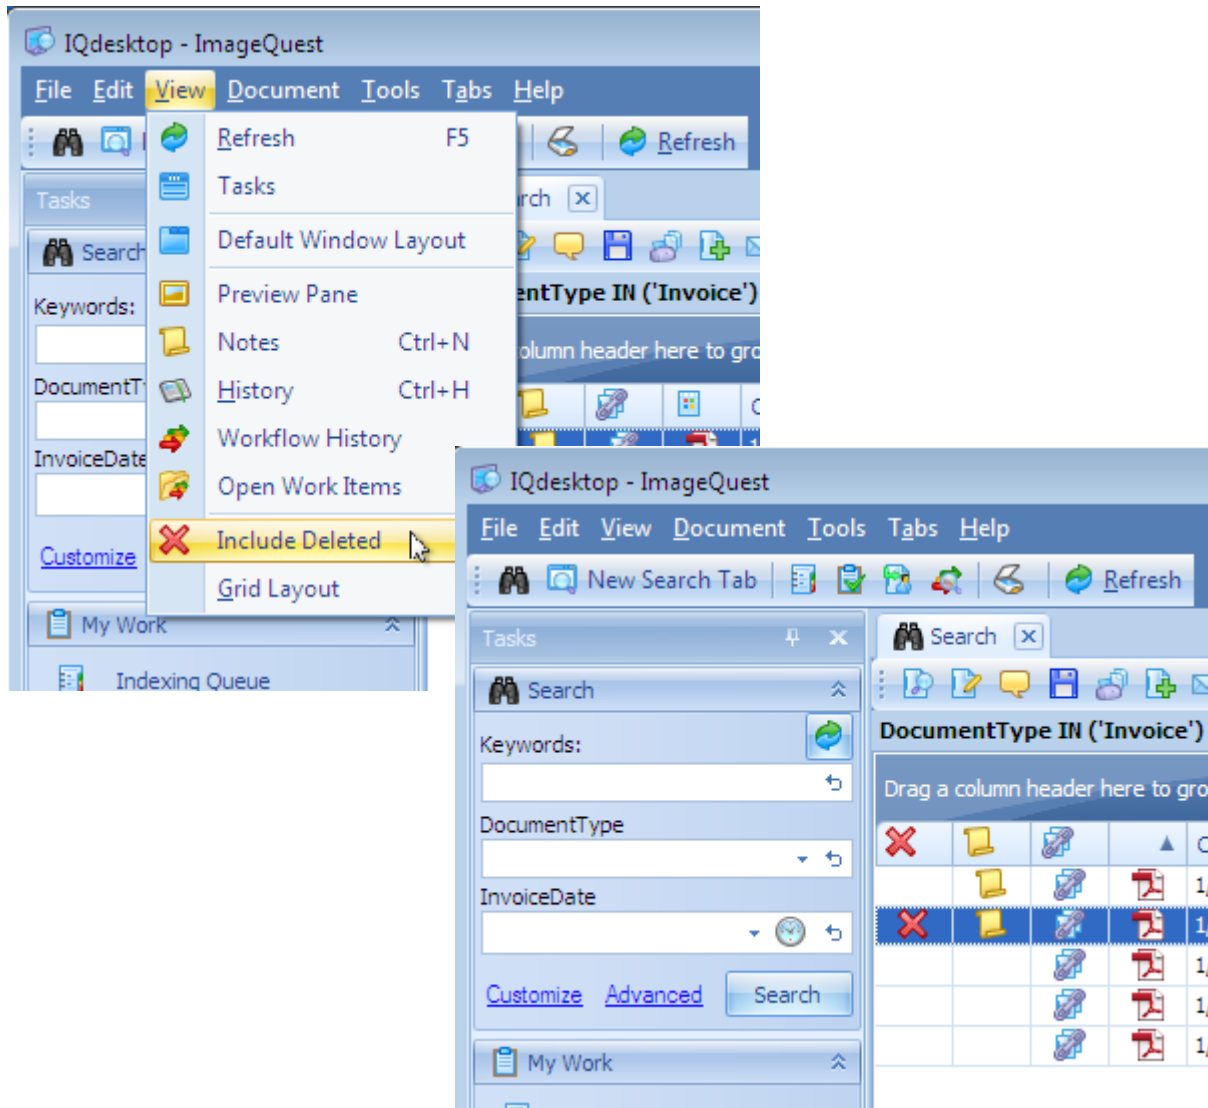 IQdesktop - ImageQuest
File Edit View Document Tools Tabs Help
Refresh
Refresh F5
Tasks
Tasks
Default Window Layout
Search
Preview Pane
Keywords:
Notes Ctrl+N
column header here to gro
History Ctrl+H
Workflow History
InvoiceDate
Open Work Items
Include Deleted
Customize
Grid Layout
My Work
Indexing Queue
IQdesktop - ImageQuest
File Edit View Document Tools Tabs Help
New Search Tab Refresh
Tasks
Search
Search
Keywords:
DocumentType IN ('Invoice')
Drag a column header here to gro
DocumentType
InvoiceDate
Customize Advanced Search
My Work